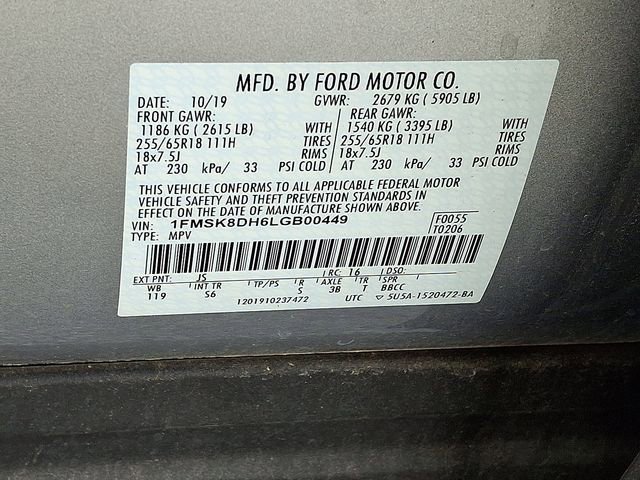 MFD. BY FORD MOTOR CO.
DATE: 10/19 GVWR: 2679 KG ( 5905 LB)
FRONT GAWR: REAR GAWR:
1186 KG ( 2615 LB) WITH 1540 KG ( 3395 LB) WITH
255/65R18 111H TIRES 255/65R18 111H TIRES
18x7.5J RIMS 18x7.5J RIMS
AT 230 kPa/ 33 PSI COLD AT 230 kPa/ 33 PSI COLD
THIS VEHICLE CONFORMS TO ALL APPLICABLE FEDERAL MOTOR
VEHICLE SAFETY AND THEFT PREVENTION STANDARDS IN
EFFECT ON THE DATE OF MANUFACTURE SHOWN ABOVE.
VIN: 1FMSK8DH6LGB00449 F0055
TYPE: MPV T0206
EXT PNT: JS RC: 16 DSO:
WB INT TR TP/PS R AXLE TR SPR
119 S6 S 3B T BBCC
1201910237472 UTC ▽ 5U5A-1520472-BA